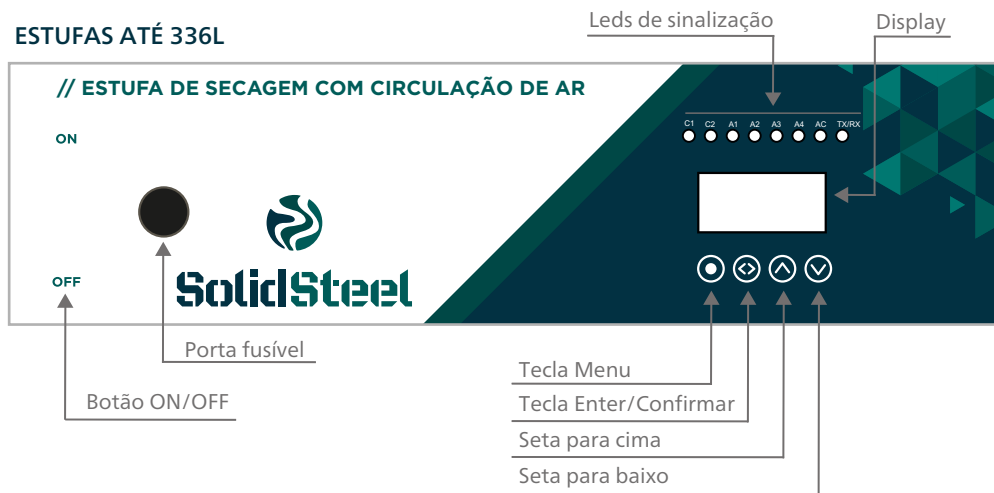 Leds de sinalização
Display
ESTUFAS ATÉ 336L
// ESTUFA DE SECAGEM COM CIRCULAÇÃO DE AR
C1 C2 A1 A2 A3 A4 AC TX/RX
ON
OFF
SolidSteel
Porta fusível
Botão ON/OFF
Tecla Menu
Tecla Enter/Confirmar
Seta para cima
Seta para baixo